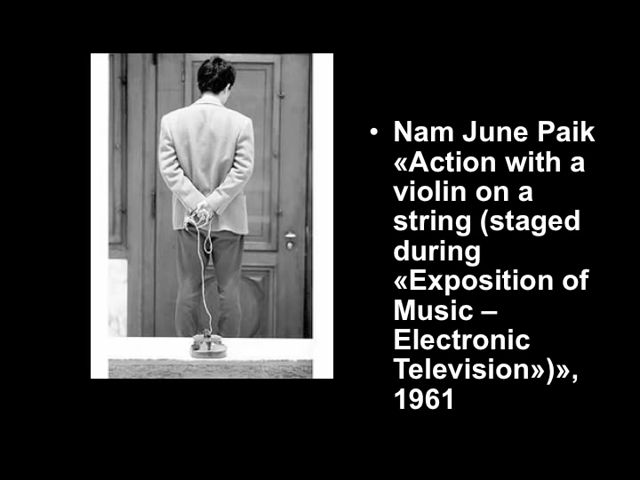 • Nam June Paik
«Action with a
violin on a
string (staged
during
«Exposition of
Music –
Electronic
Television»)»,
1961